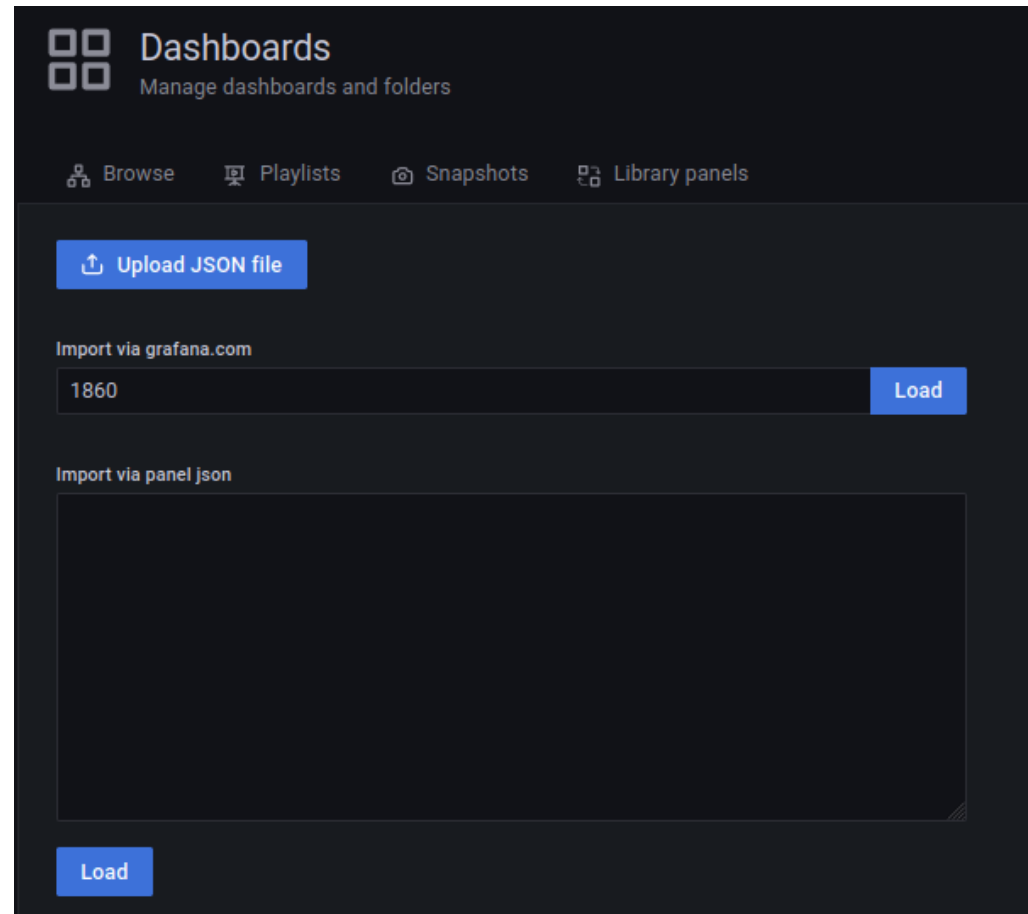 Dashboards
Manage dashboards and folders
Browse Playlists Snapshots Library panels
Upload JSON file
Import via grafana.com
1860 Load
Import via panel json
Load